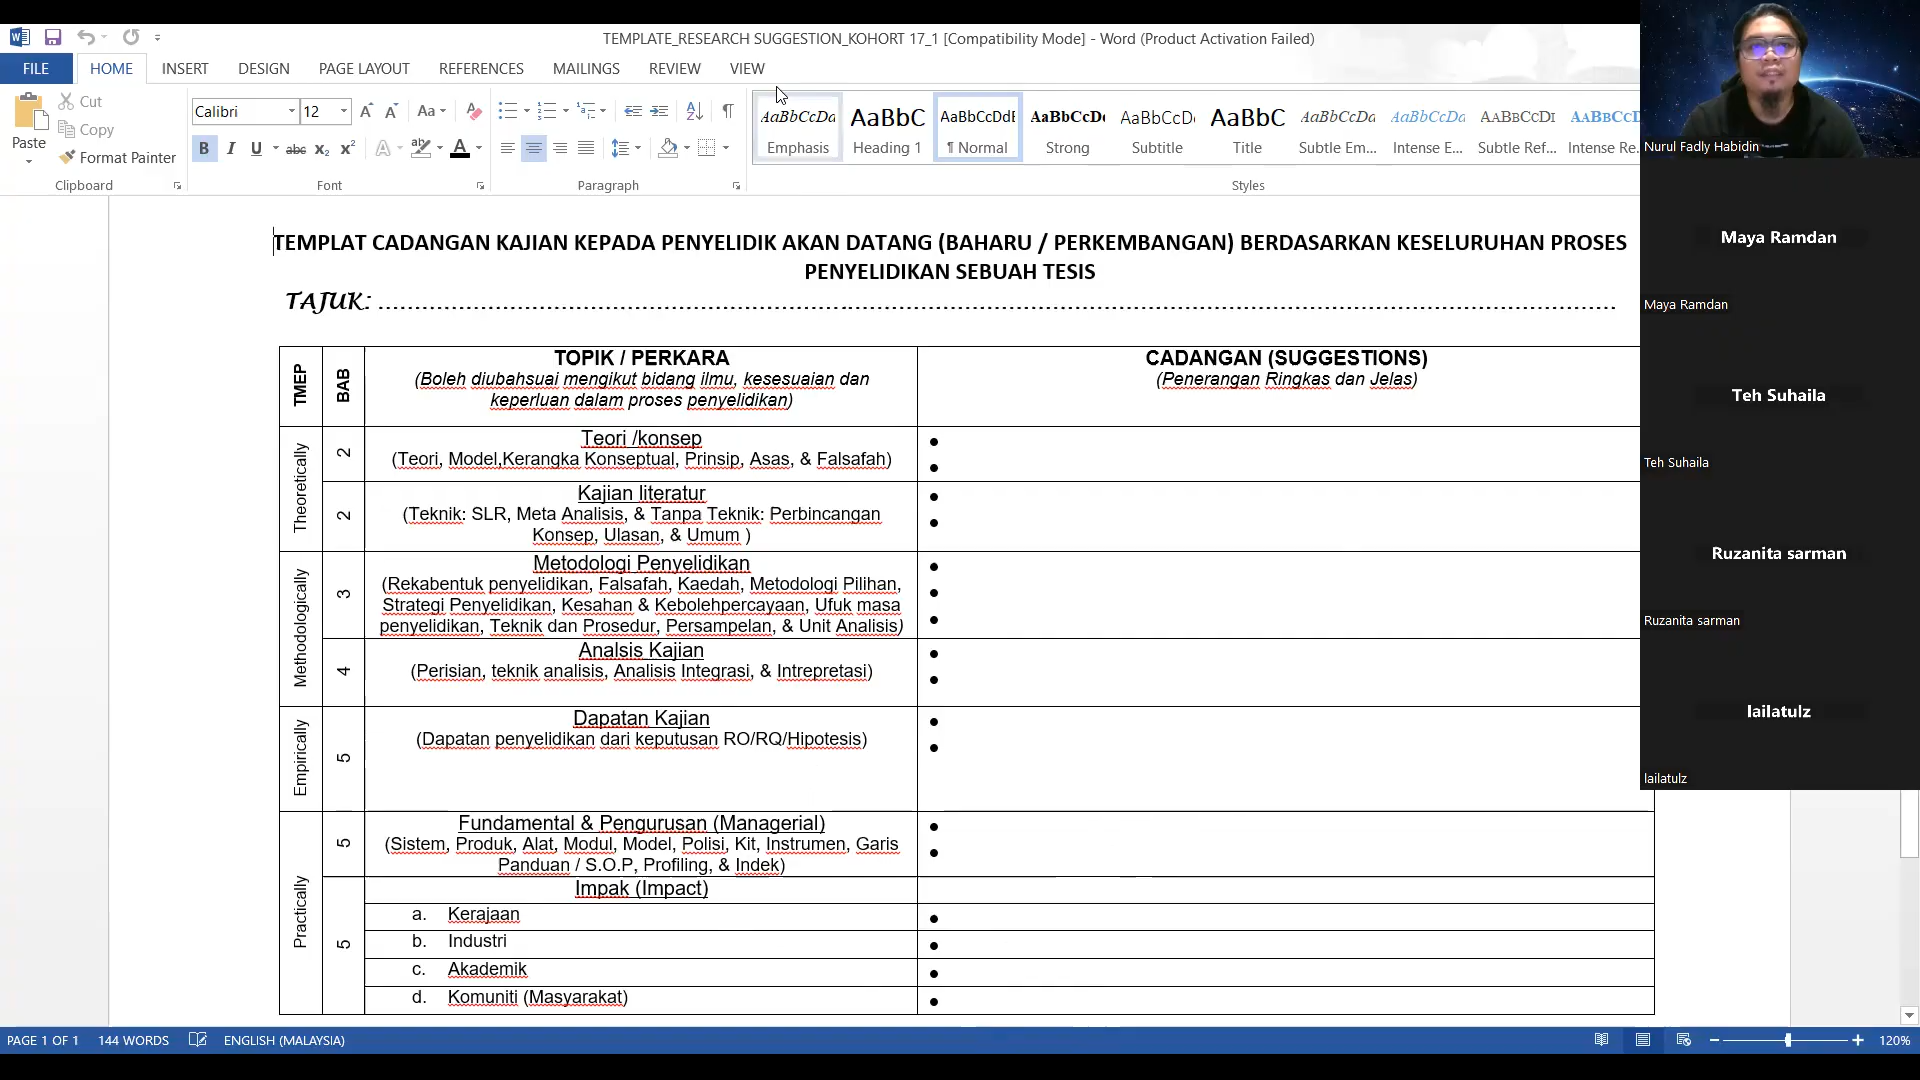 TEMPLATE_RESEARCH SUGGESTION_KOHORT 17_1 [Compatibility Mode] - Word (Product Activation Failed)
FILE HOME INSERT DESIGN PAGE LAYOUT REFERENCES MAILINGS REVIEW VIEW
Paste
Cut
Copy
Format Painter
Clipboard
Calibri 12
Font
Paragraph
AaBbCcDa AaBbC AaBbCcDdE AaBbCcDc AaBbCcDc AaBbC AaBbCcDa AaBbCcDa AaBbCcDi AaBbCcD
Emphasis Heading 1 ¶ Normal Strong Subtitle Title Subtle Em... Intense E... Subtle Ref... Intense Re...
Styles
TEMPLAT CADANGAN KAJIAN KEPADA PENYELIDIK AKAN DATANG (BAHARU / PERKEMBANGAN) BERDASARKAN KESELURUHAN PROSES
PENYELIDIKAN SEBUAH TESIS
TAJUK: ............................................................
TMEP
BAB
TOPIK / PERKARA
(Boleh diubahsuai mengikut bidang ilmu, kesesuaian dan
keperluan dalam proses penyelidikan)
CADANGAN (SUGGESTIONS)
(Penerangan Ringkas dan Jelas)
Theoretically
2
Teori /konsep
(Teori, Model,Kerangka Konseptual, Prinsip, Asas, & Falsafah)
2
Kajian literatur
(Teknik: SLR, Meta Analisis, & Tanpa Teknik: Perbincangan
Konsep, Ulasan, & Umum )
Methodologically
3
Metodologi Penyelidikan
(Rekabentuk penyelidikan, Falsafah, Kaedah, Metodologi Pilihan,
Strategi Penyelidikan, Kesahan & Kebolehpercayaan, Ufuk masa
penyelidikan, Teknik dan Prosedur, Persampelan, & Unit Analisis)
4
Analsis Kajian
(Perisian, teknik analisis, Analisis Integrasi, & Intrepretasi)
Empirically
5
Dapatan Kajian
(Dapatan penyelidikan dari keputusan RO/RQ/Hipotesis)
Practically
5
Fundamental & Pengurusan (Managerial)
(Sistem, Produk, Alat, Modul, Model, Polisi, Kit, Instrumen, Garis
Panduan / S.O.P, Profiling, & Indek)
5
Impak (Impact)
a. Kerajaan
b. Industri
c. Akademik
d. Komuniti (Masyarakat)
Nurul Fadly Habidin
Maya Ramdan
Maya Ramdan
Teh Suhaila
Teh Suhaila
Ruzanita sarman
Ruzanita sarman
lailatulz
lailatulz
PAGE 1 OF 1 144 WORDS ENGLISH (MALAYSIA) 120%